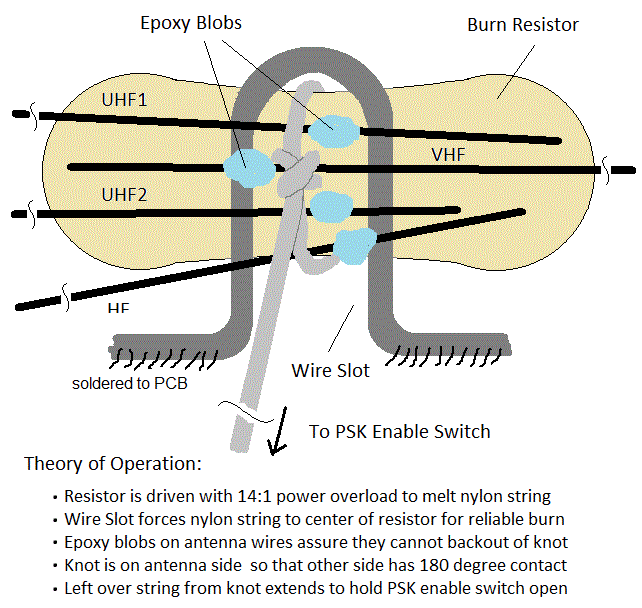 Epoxy Blobs
Burn Resistor
UHF1
VHF
UHF2
HF
Wire Slot
soldered to PCB
To PSK Enable Switch
Theory of Operation:
• Resistor is driven with 14:1 power overload to melt nylon string
• Wire Slot forces nylon string to center of resistor for reliable burn
• Epoxy blobs on antenna wires assure they cannot backout of knot
• Knot is on antenna side so that other side has 180 degree contact
• Left over string from knot extends to hold PSK enable switch open